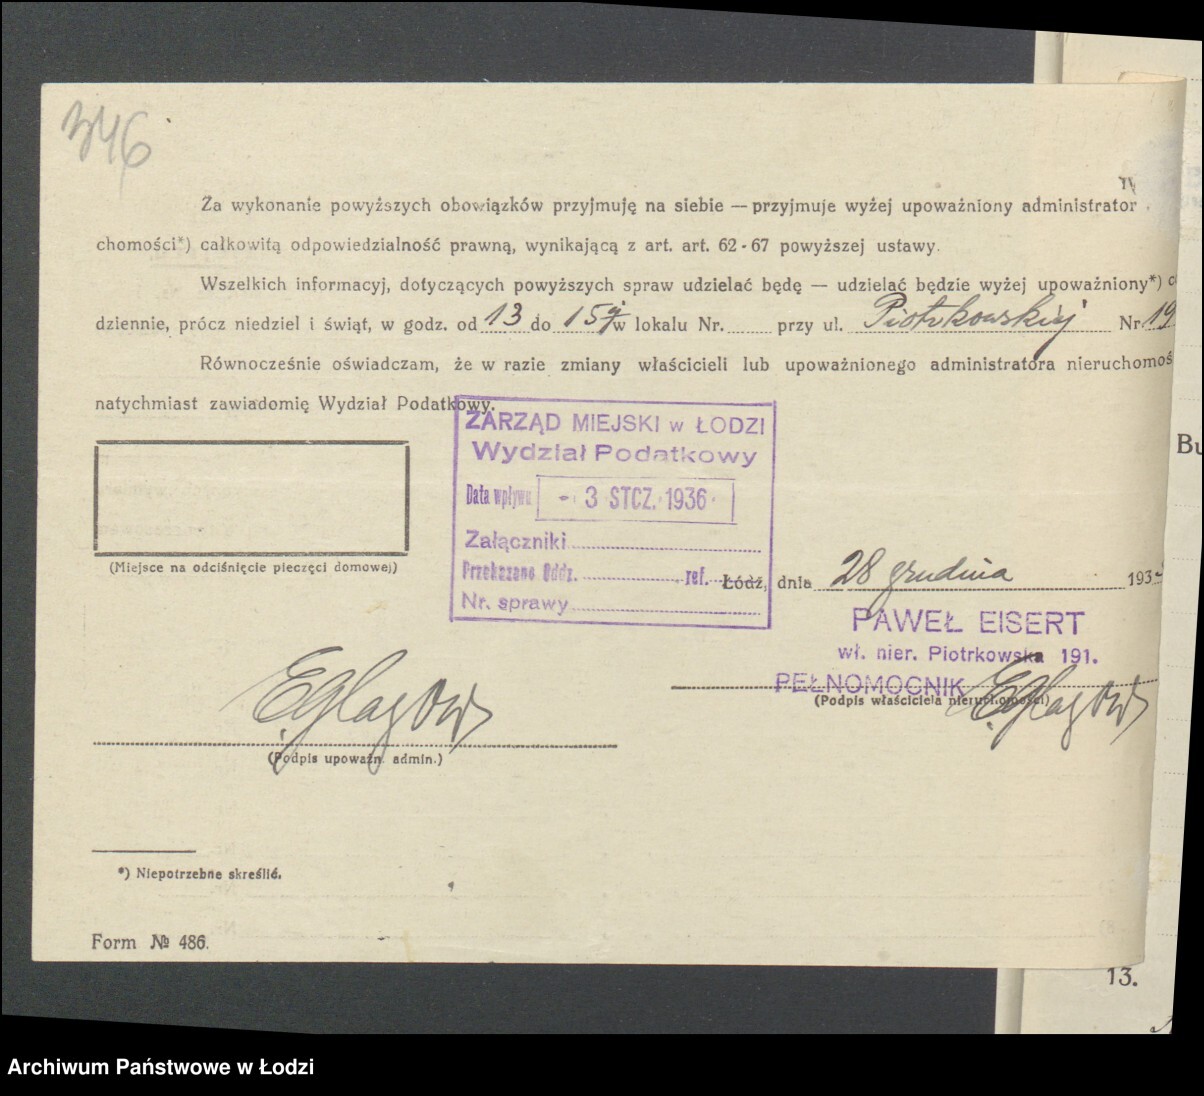 346
Za wykonanie powyższych obowiązków przyjmuję na siebie — przyjmuje wyżej upoważniony administrator
chomości*) całkowitą odpowiedzialność prawną, wynikającą z art. art. 62-67 powyższej ustawy.
Wszelkich informacyj, dotyczących powyższych spraw udzielać będę — udzielać będzie wyżej upoważniony*)
dziennie, prócz niedziel i świąt, w godz. od 13 do 15 w lokalu Nr. przy ul. Piotrkowskiej Nr 19
Równocześnie oświadczam, że w razie zmiany właścicieli lub upoważnionego administratora nieruchomoś
natychmiast zawiadomię Wydział Podatkowy.
ZARZĄD MIEJSKI w ŁODZI
Wydział Podatkowy
Data wpływu - 3 STCZ. 1936
Załączniki
Przekazano Oddz. ref.
Nr. sprawy
(Miejsce na odciśnięcie pieczęci domowej)
Łódź, dnia 28 grudnia 193
PAWEŁ EISERT
wł. nier. Piotrkowska 191.
PEŁNOMOCNIK
(Podpis właściciela nieruchomości)
(Podpis upoważn. admin.)
*) Niepotrzebne skreślić.
Form № 486.
Bu
13.
Archiwum Państwowe w Łodzi